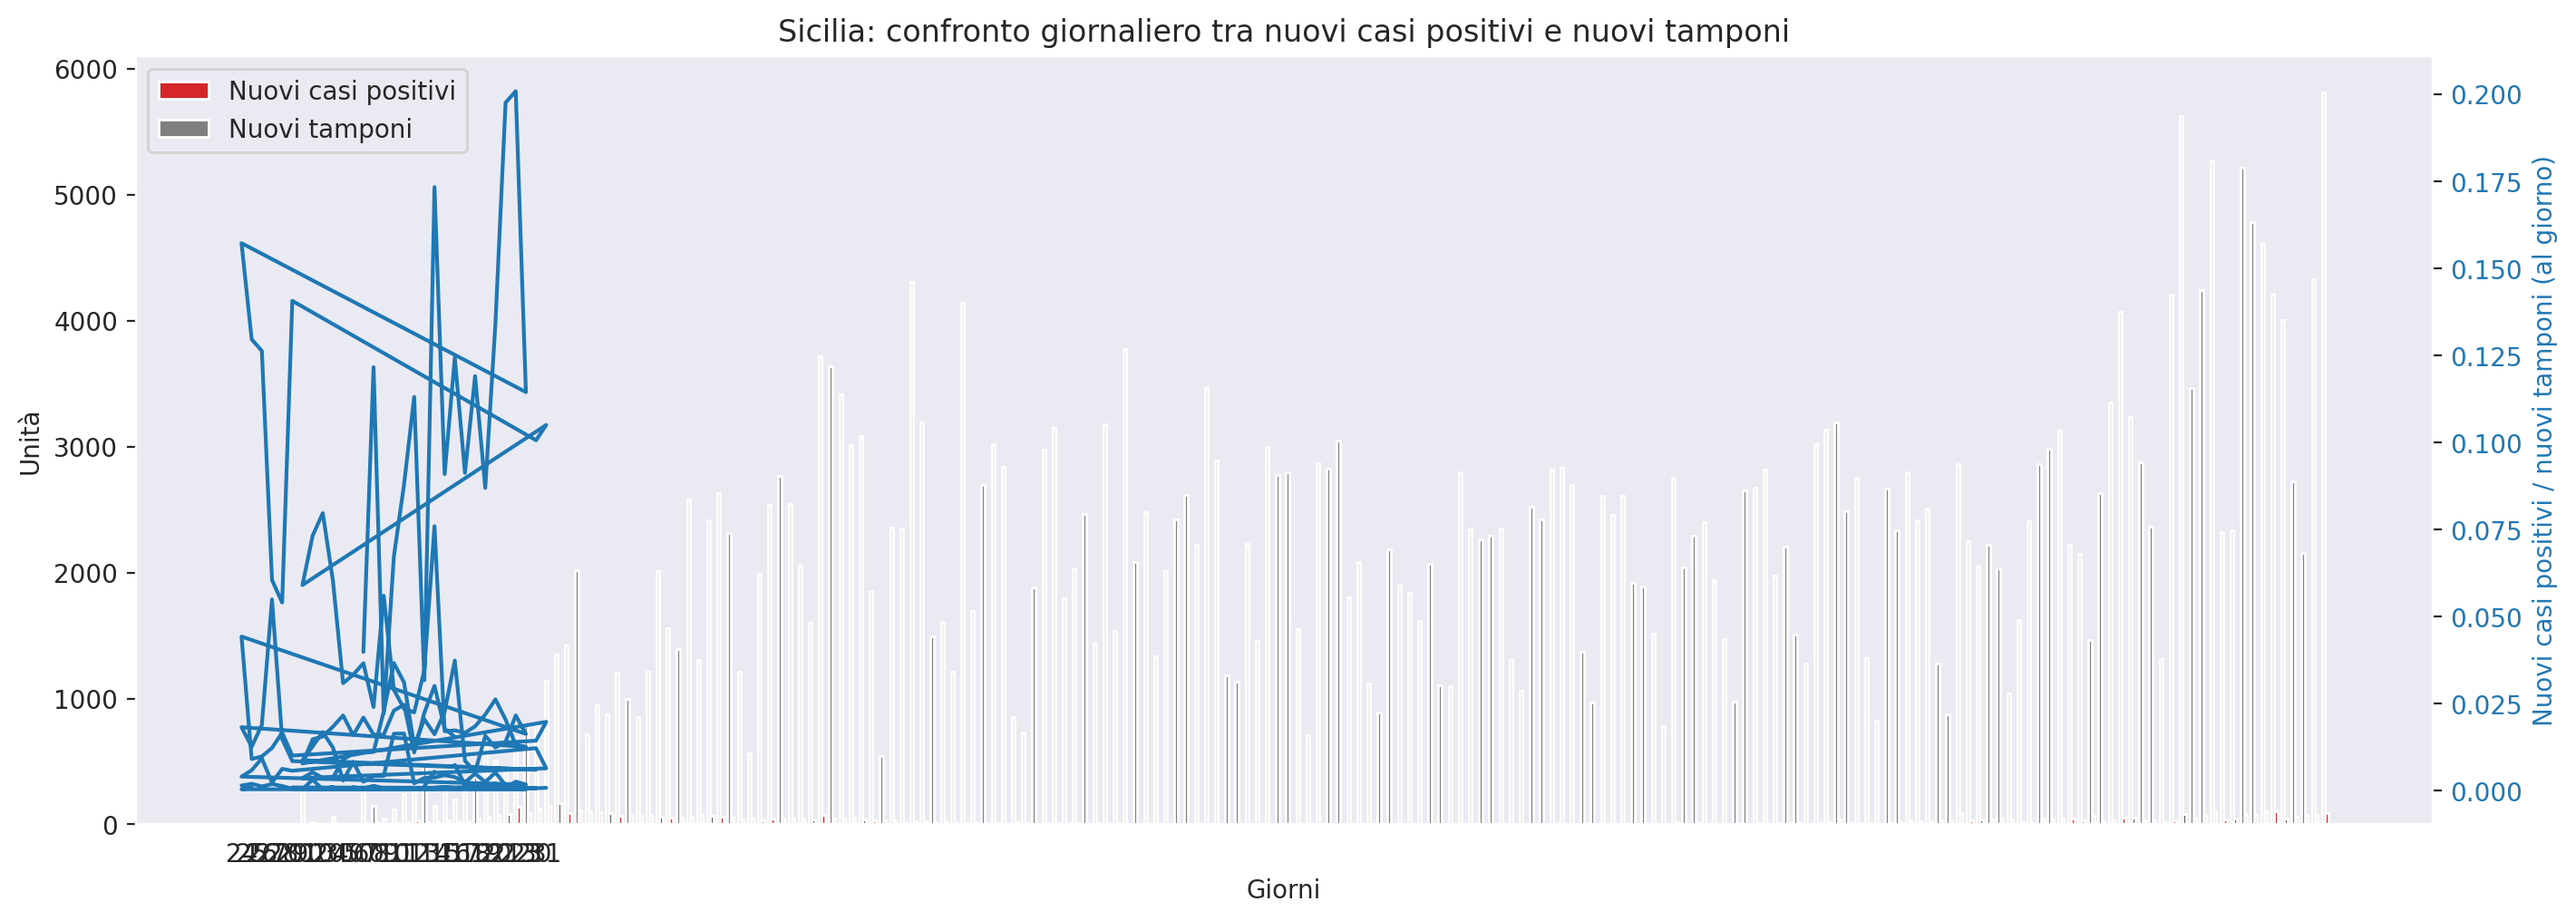 Sicilia: confronto giornaliero tra nuovi casi positivi e nuovi tamponi
Nuovi casi positivi
Nuovi tamponi
6000
5000
4000
3000
2000
1000
0
Unità
0.200
0.175
0.150
0.125
0.100
0.075
0.050
0.025
0.000
Nuovi casi positivi / nuovi tamponi (al giorno)
Giorni